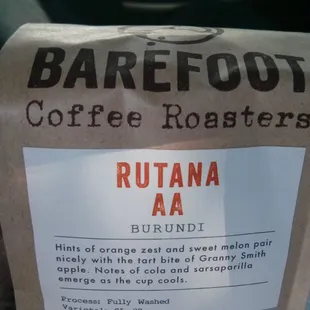 BAREFOOT
Coffee Roasters
RUTANA
AA
BURUNDI
Hints of orange zest and sweet melon pair
nicely with the tart bite of Granny Smith
apple. Notes of cola and sarsaparilla
emerge as the cup cools.
Process: Fully Washed